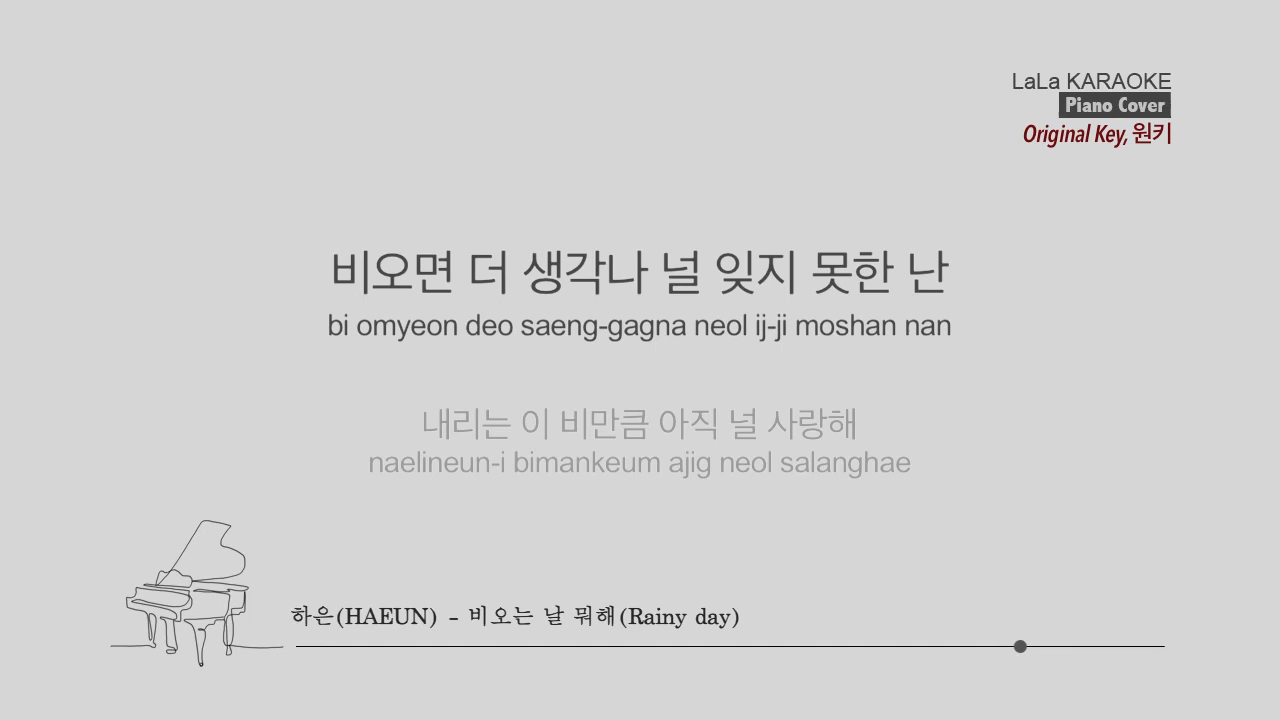 LaLa KARAOKE
Piano Cover
Original Key, 원키
비오면 더 생각나 널 잊지 못한 난
bi omyeon deo saeng-gagna neol ij-ji moshan nan
내리는 이 비만큼 아직 널 사랑해
naelineun-i bimankeum ajig neol salanghae
하은(HAEUN) - 비오는 날 뭐해(Rainy day)